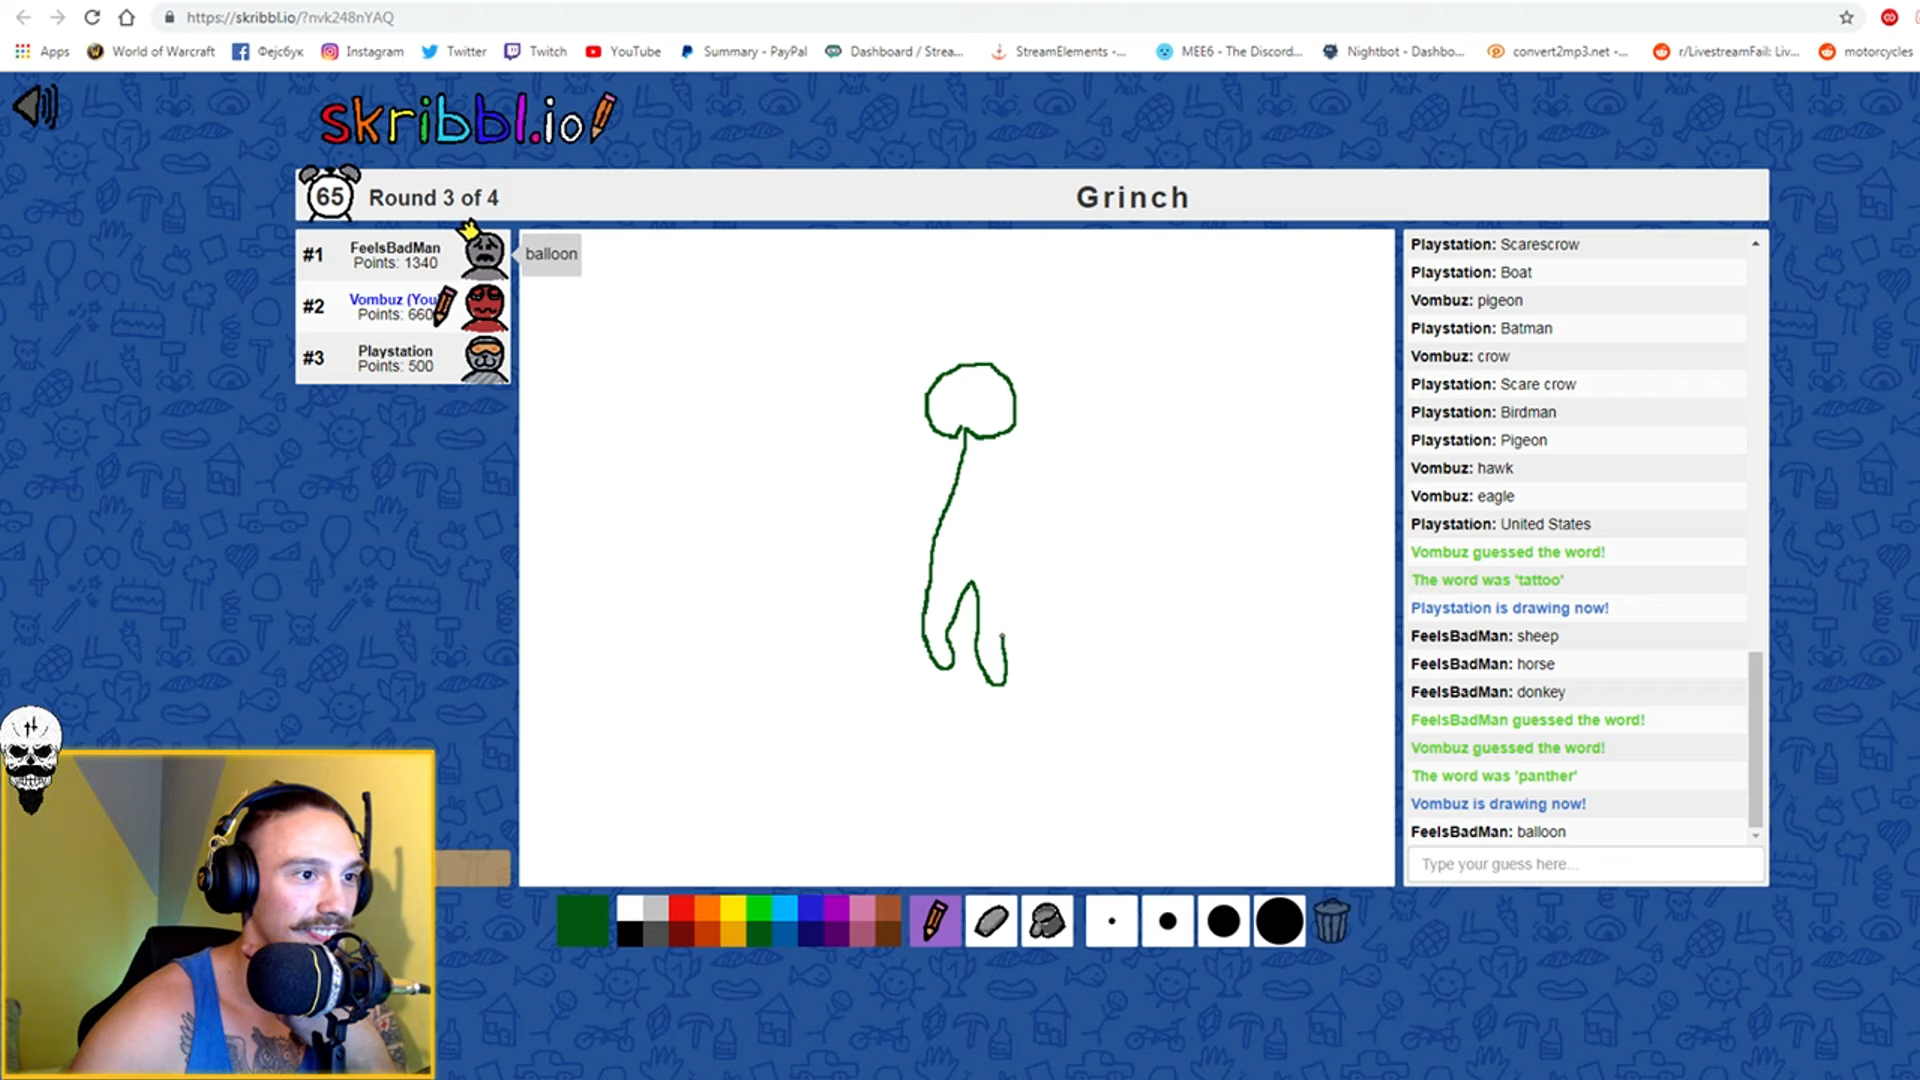 https://skribbl.io/?nvk248nYAQ
Apps World of Warcraft Фејсбук Instagram Twitter Twitch YouTube Summary - PayPal Dashboard / Strea... StreamElements -... MEE6 - The Discord... Nightbot - Dashbo... convert2mp3.net -... r/LivestreamFail: Liv... motorcycles
skribbl.io
65 Round 3 of 4 Grinch
#1 FeelsBadMan
Points: 1340
balloon
#2 Vombuz (You
Points: 660
#3 Playstation
Points: 500
Playstation: Scarescrow
Playstation: Boat
Vombuz: pigeon
Playstation: Batman
Vombuz: crow
Playstation: Scare crow
Playstation: Birdman
Playstation: Pigeon
Vombuz: hawk
Vombuz: eagle
Playstation: United States
Vombuz guessed the word!
The word was 'tattoo'
Playstation is drawing now!
FeelsBadMan: sheep
FeelsBadMan: horse
FeelsBadMan: donkey
FeelsBadMan guessed the word!
Vombuz guessed the word!
The word was 'panther'
Vombuz is drawing now!
FeelsBadMan: balloon
Type your guess here...